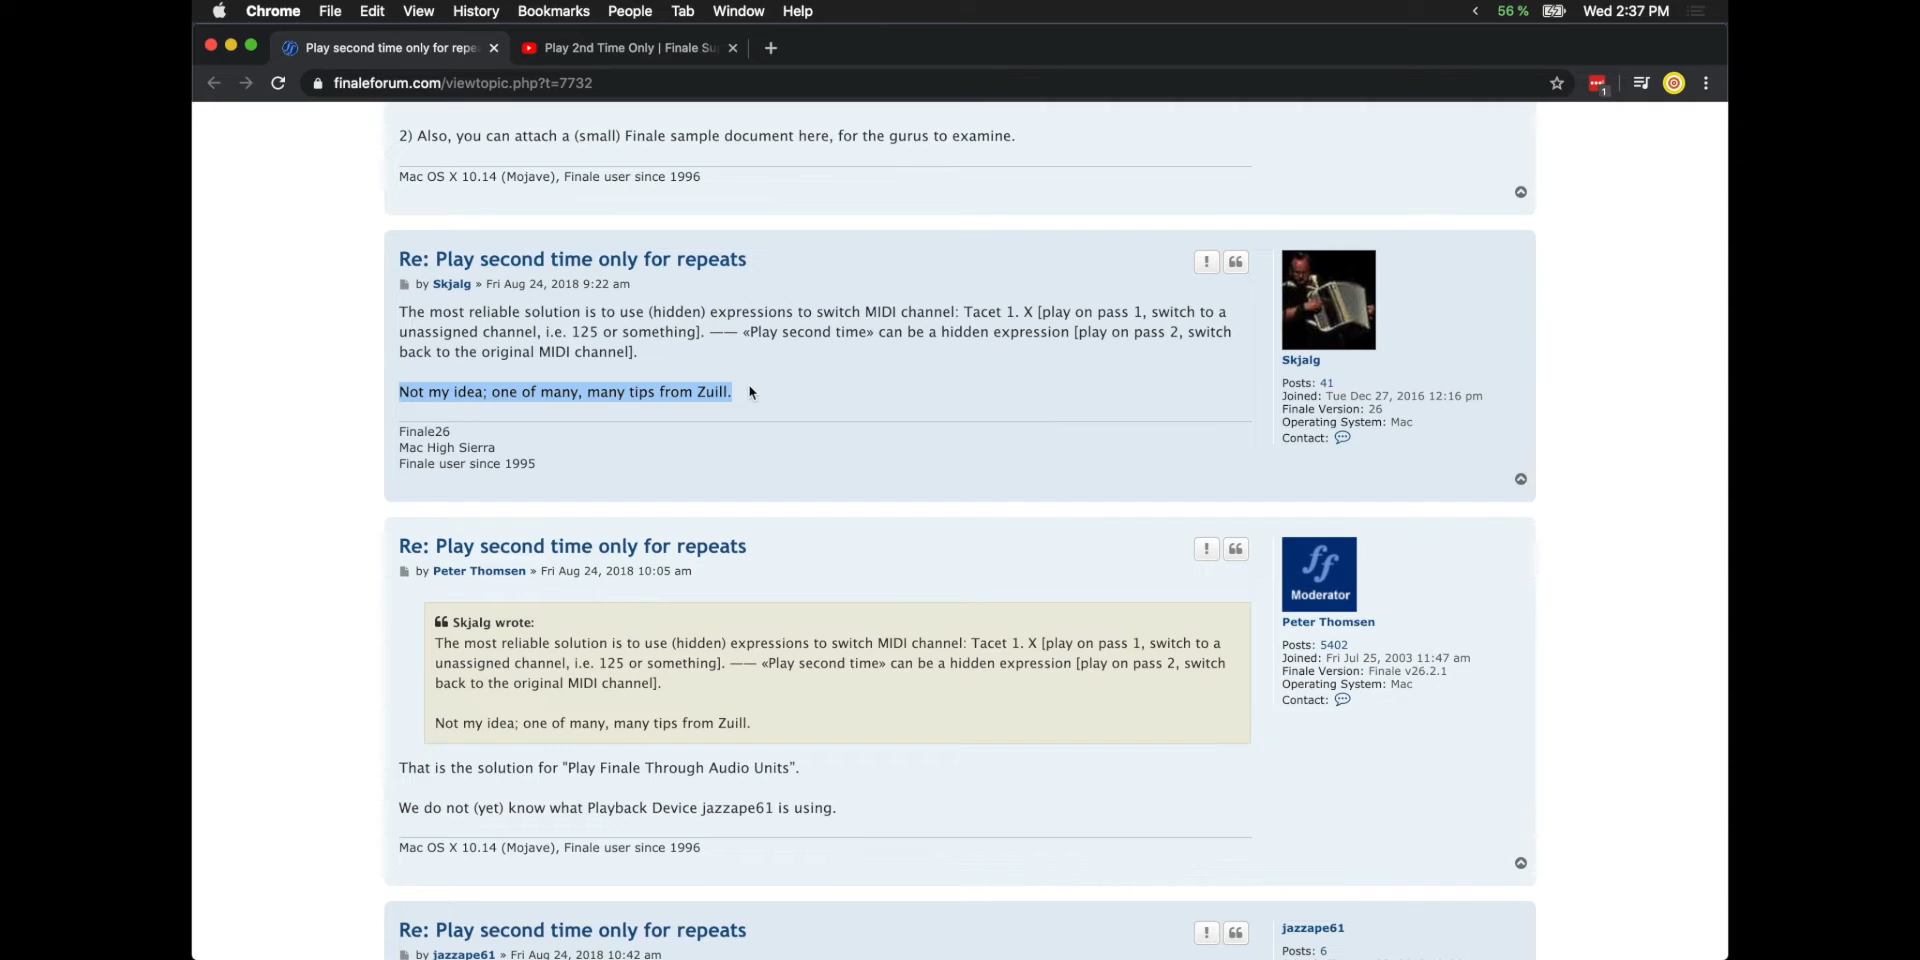 Chrome File Edit View History Bookmarks People Tab Window Help
56 % Wed 2:37 PM
Play second time only for repe
Play 2nd Time Only | Finale Su
finaleforum.com/viewtopic.php?t=7732
1
2) Also, you can attach a (small) Finale sample document here, for the gurus to examine.
Mac OS X 10.14 (Mojave), Finale user since 1996
Re: Play second time only for repeats
by Skjalg » Fri Aug 24, 2018 9:22 am
The most reliable solution is to use (hidden) expressions to switch MIDI channel: Tacet 1. X [play on pass 1, switch to a
unassigned channel, i.e. 125 or something]. —— «Play second time» can be a hidden expression [play on pass 2, switch
back to the original MIDI channel].
Not my idea; one of many, many tips from Zuill.
Finale26
Mac High Sierra
Finale user since 1995
Skjalg
Posts: 41
Joined: Tue Dec 27, 2016 12:16 pm
Finale Version: 26
Operating System: Mac
Contact:
Re: Play second time only for repeats
by Peter Thomsen » Fri Aug 24, 2018 10:05 am
Skjalg wrote:
The most reliable solution is to use (hidden) expressions to switch MIDI channel: Tacet 1. X [play on pass 1, switch to a
unassigned channel, i.e. 125 or something]. —— «Play second time» can be a hidden expression [play on pass 2, switch
back to the original MIDI channel].
Not my idea; one of many, many tips from Zuill.
That is the solution for "Play Finale Through Audio Units".
We do not (yet) know what Playback Device jazzape61 is using.
Mac OS X 10.14 (Mojave), Finale user since 1996
ff
Moderator
Peter Thomsen
Posts: 5402
Joined: Fri Jul 25, 2003 11:47 am
Finale Version: Finale v26.2.1
Operating System: Mac
Contact:
Re: Play second time only for repeats
by jazzape61 » Fri Aug 24, 2018 10:42 am
jazzape61
Posts: 6